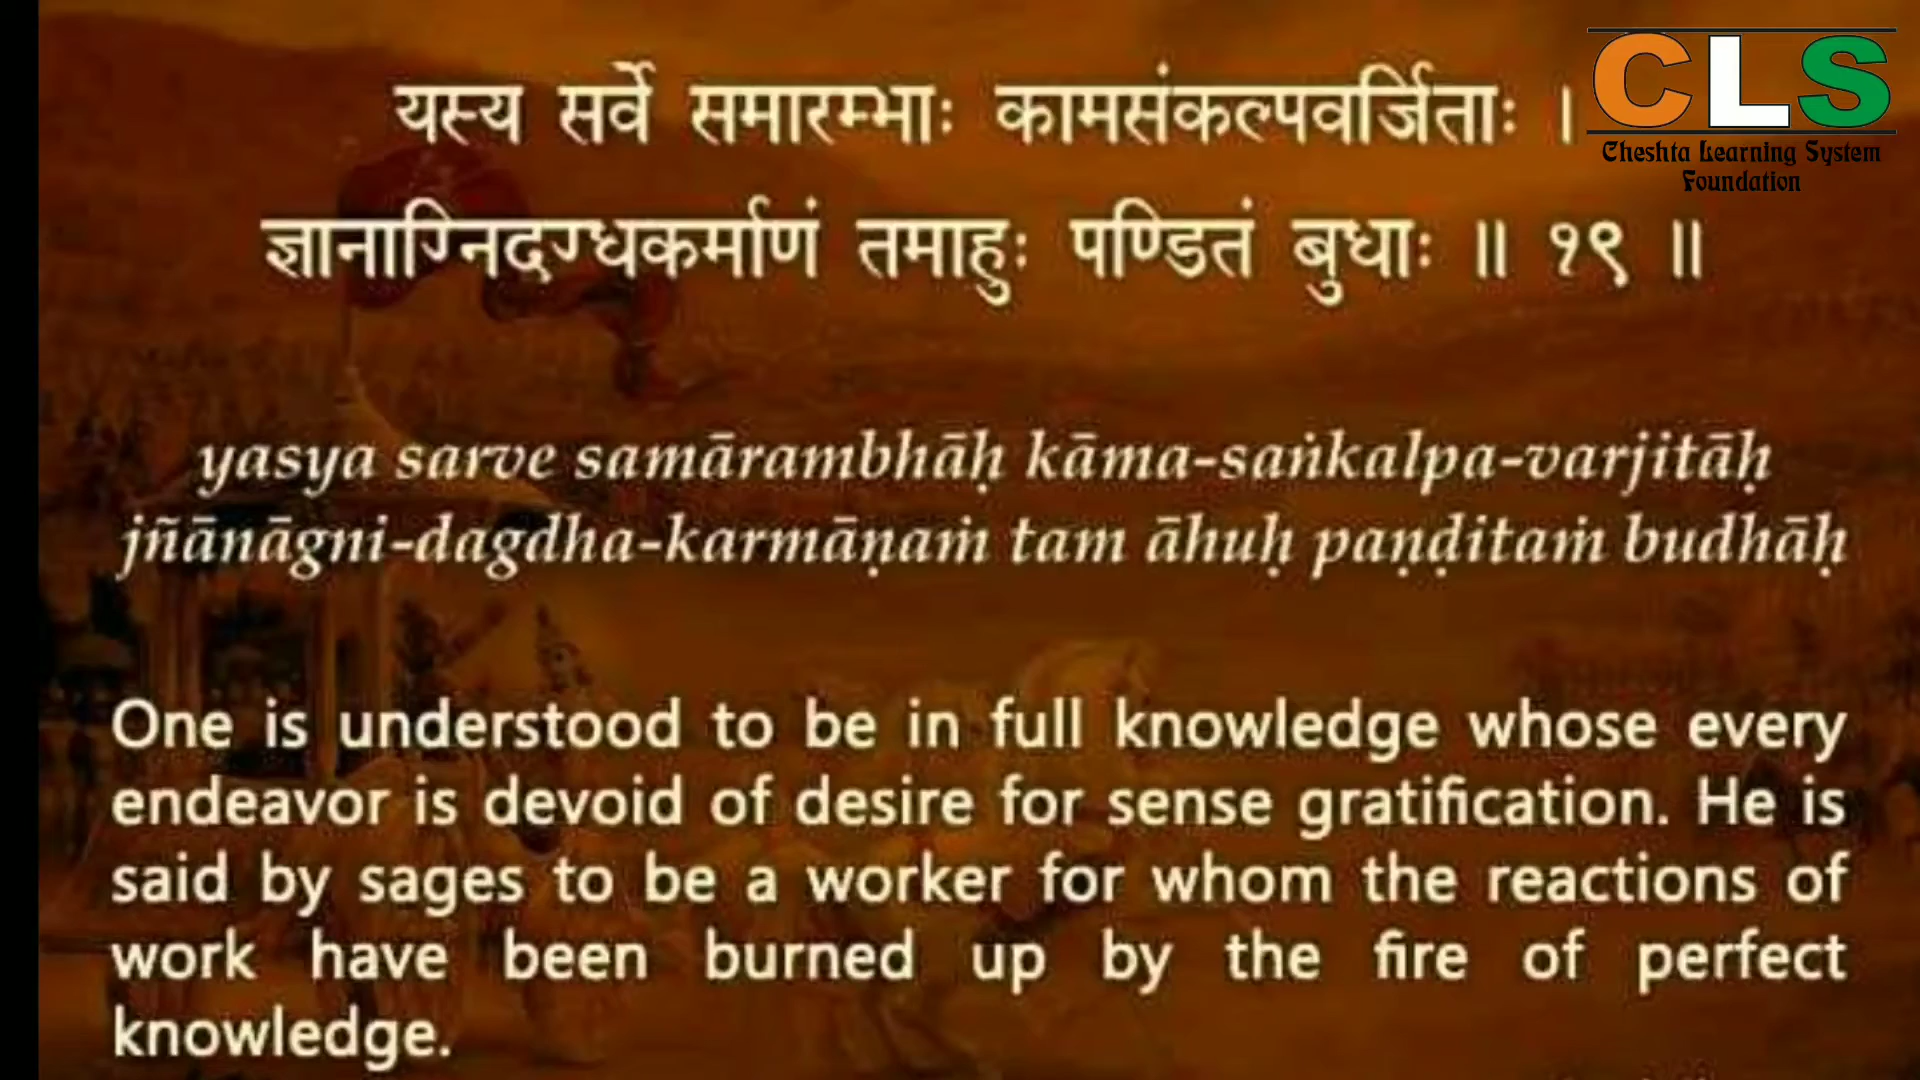 यस्य सर्वे समारम्भाः कामसंकल्पवर्जिताः ।
CLS
Cheshta Learning System
Foundation
ज्ञानाग्निदग्धकर्माणं तमाहुः पण्डितं बुधाः ॥ १९ ॥
yasya sarve samārambhāḥ kāma-saṅkalpa-varjitāḥ
jñānāgni-dagdha-karmāṇaṁ tam āhuḥ paṇḍitaṁ budhāḥ
One is understood to be in full knowledge whose every
endeavor is devoid of desire for sense gratification. He is
said by sages to be a worker for whom the reactions of
work have been burned up by the fire of perfect
knowledge.